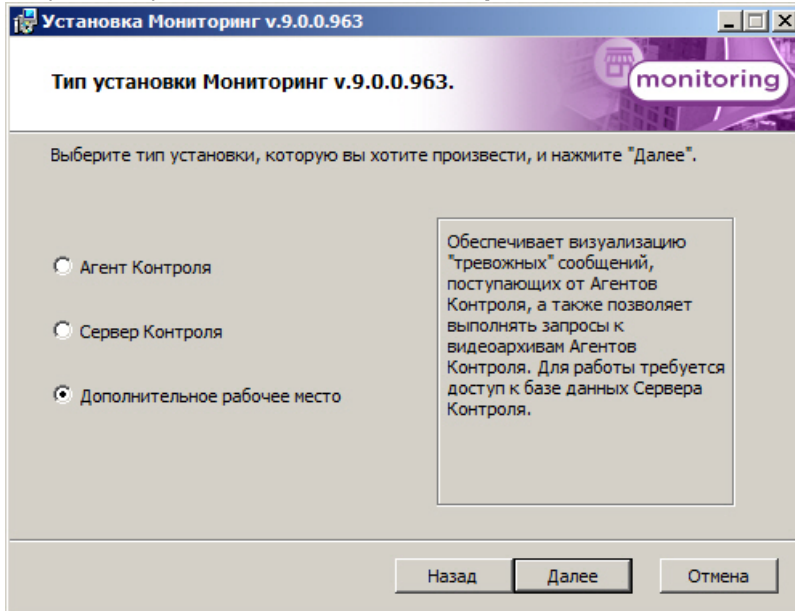 Установка Мониторинг v.9.0.0.963
Тип установки Мониторинг v.9.0.0.963.
monitoring
Выберите тип установки, которую вы хотите произвести, и нажмите "Далее".
Агент Контроля
Сервер Контроля
Дополнительное рабочее место
Обеспечивает визуализацию
"тревожных" сообщений,
поступающих от Агентов
Контроля, а также позволяет
выполнять запросы к
видеоархивам Агентов
Контроля. Для работы требуется
доступ к базе данных Сервера
Контроля.
Назад
Далее
Отмена